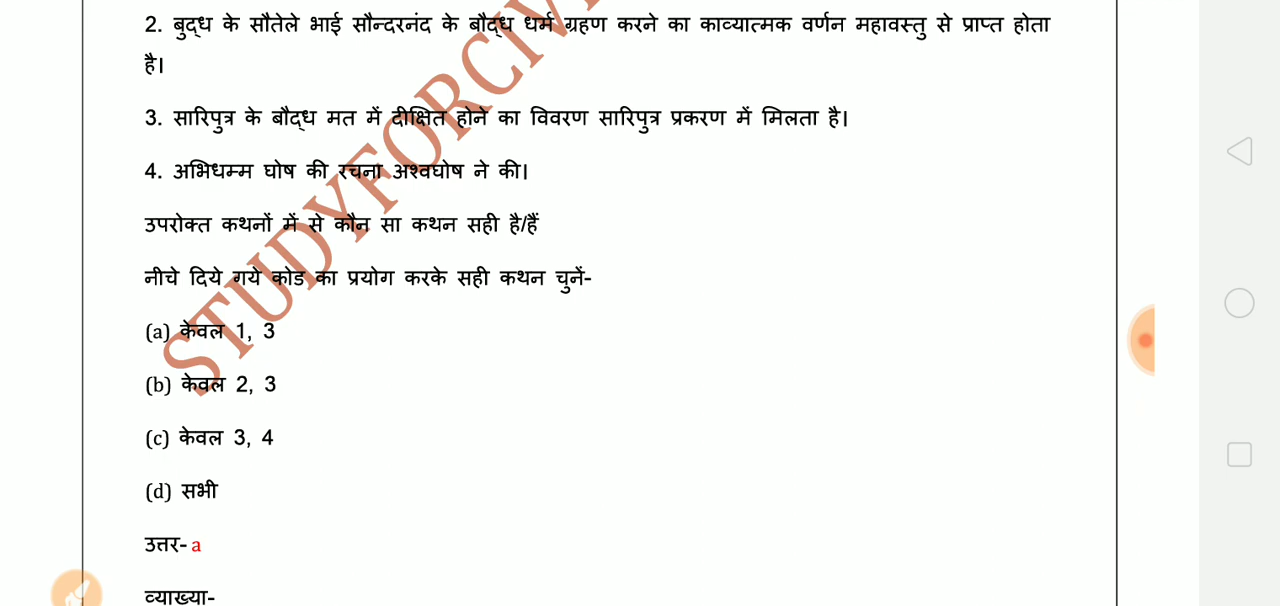 2. बुद्ध के सौतेले भाई सौन्दरनंद के बौद्ध धर्म ग्रहण करने का काव्यात्मक वर्णन महावस्तु से प्राप्त होता
है।
3. सारिपुत्र के बौद्ध मत में दीक्षित होने का विवरण सारिपुत्र प्रकरण में मिलता है।
4. अभिधम्म घोष की रचना अश्वघोष ने की।
उपरोक्त कथनों में से कौन सा कथन सही है/हैं
नीचे दिये गये कोड का प्रयोग करके सही कथन चुनें-
(a) केवल 1, 3
(b) केवल 2, 3
(c) केवल 3, 4
(d) सभी
उत्तर- a
व्याख्या-
STUDYFORCIV